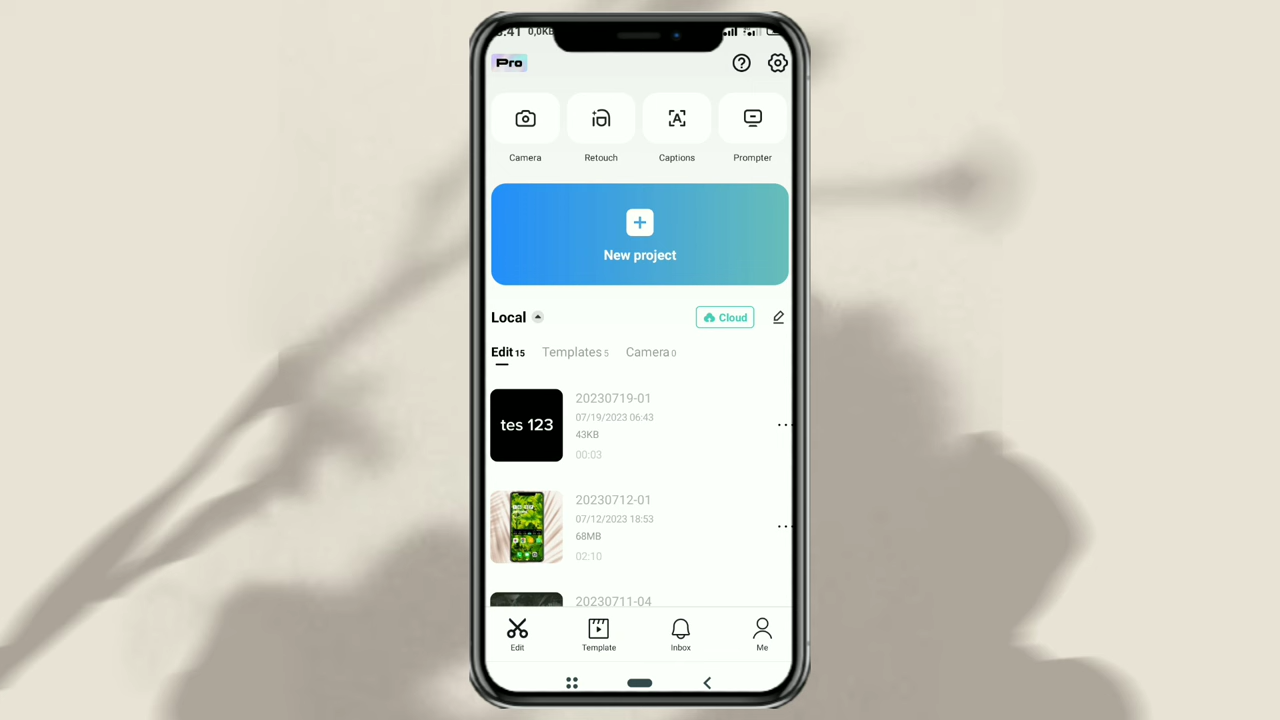 0,0KB
Pro
Camera
Retouch
Captions
Prompter
New project
Local
Cloud
Edit 15
Templates 5
Camera 0
tes 123
20230719-01
07/19/2023 06:43
43KB
00:03
20230712-01
07/12/2023 18:53
68MB
02:10
20230711-04
Edit
Template
Inbox
Me